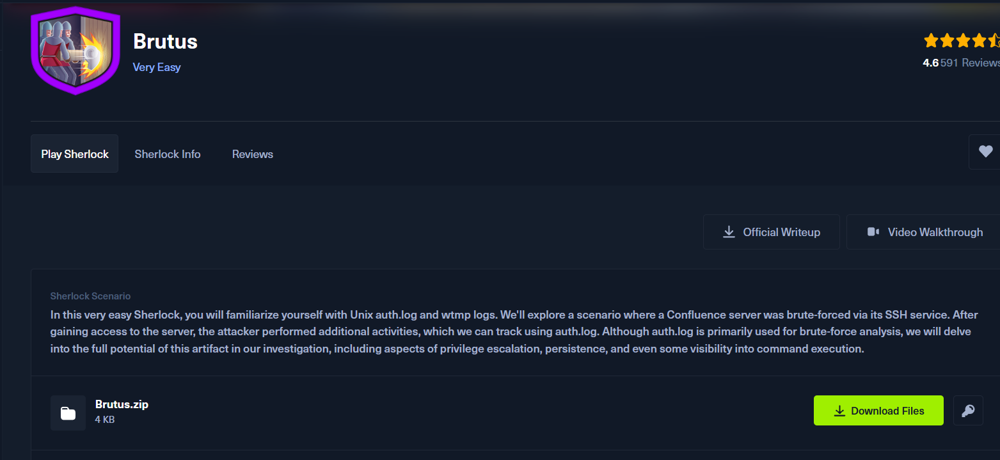 Brutus
Very Easy
4.6 591 Reviews
Play Sherlock
Sherlock Info
Reviews
Official Writeup
Video Walkthrough
Sherlock Scenario
In this very easy Sherlock, you will familiarize yourself with Unix auth.log and wtmp logs. We'll explore a scenario where a Confluence server was brute-forced via its SSH service. After
gaining access to the server, the attacker performed additional activities, which we can track using auth.log. Although auth.log is primarily used for brute-force analysis, we will delve
into the full potential of this artifact in our investigation, including aspects of privilege escalation, persistence, and even some visibility into command execution.
Brutus.zip
4 KB
Download Files